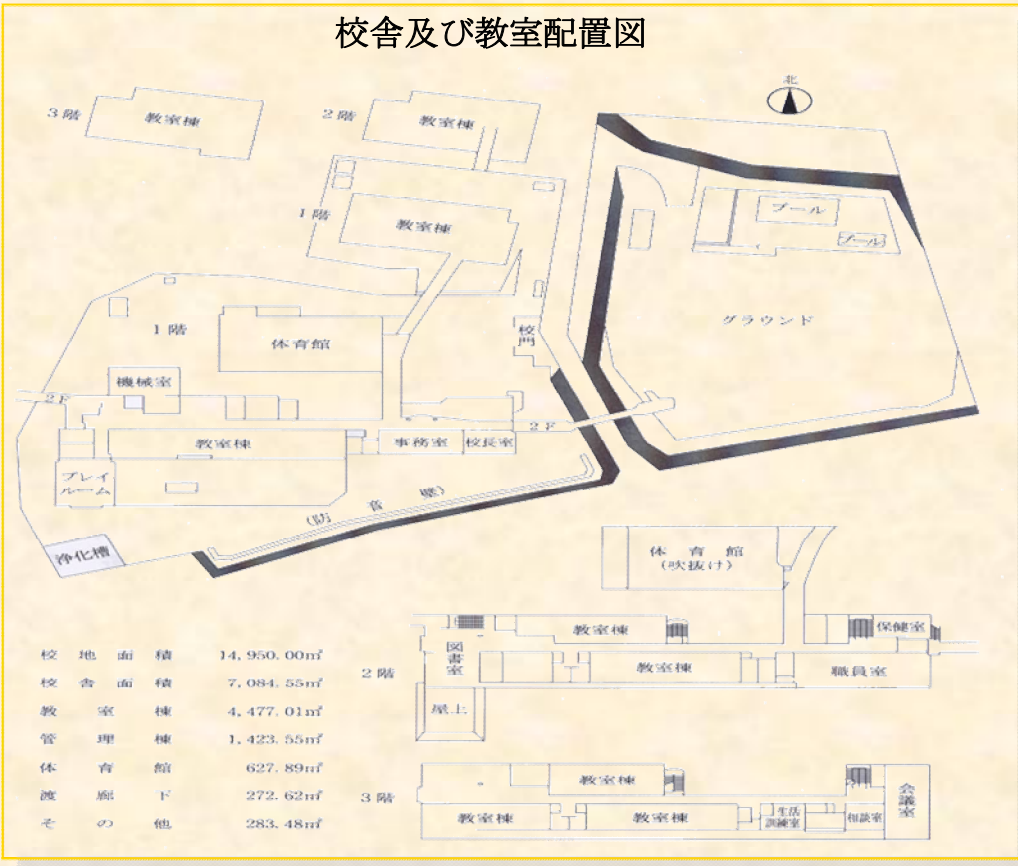 校舎及び教室配置図
北
3階
教室棟
2階
教室棟
1階
教室棟
プール
プール
グラウンド
校門
1階
体育館
機械室
2F
教室棟
事務室
校長室
2F
プレイ
ルーム
(防音壁)
浄化槽
体育館
(吹抜け)
2階
図書室
教室棟
保健室
教室棟
職員室
屋上
3階
教室棟
教室棟
教室棟
生活
訓練室
相談室
会議室
校地面積 14,950.00㎡
校舎面積 7,084.55㎡
教室棟 4,477.01㎡
管理棟 1,423.55㎡
体育館 627.89㎡
渡廊下 272.62㎡
その他 283.48㎡